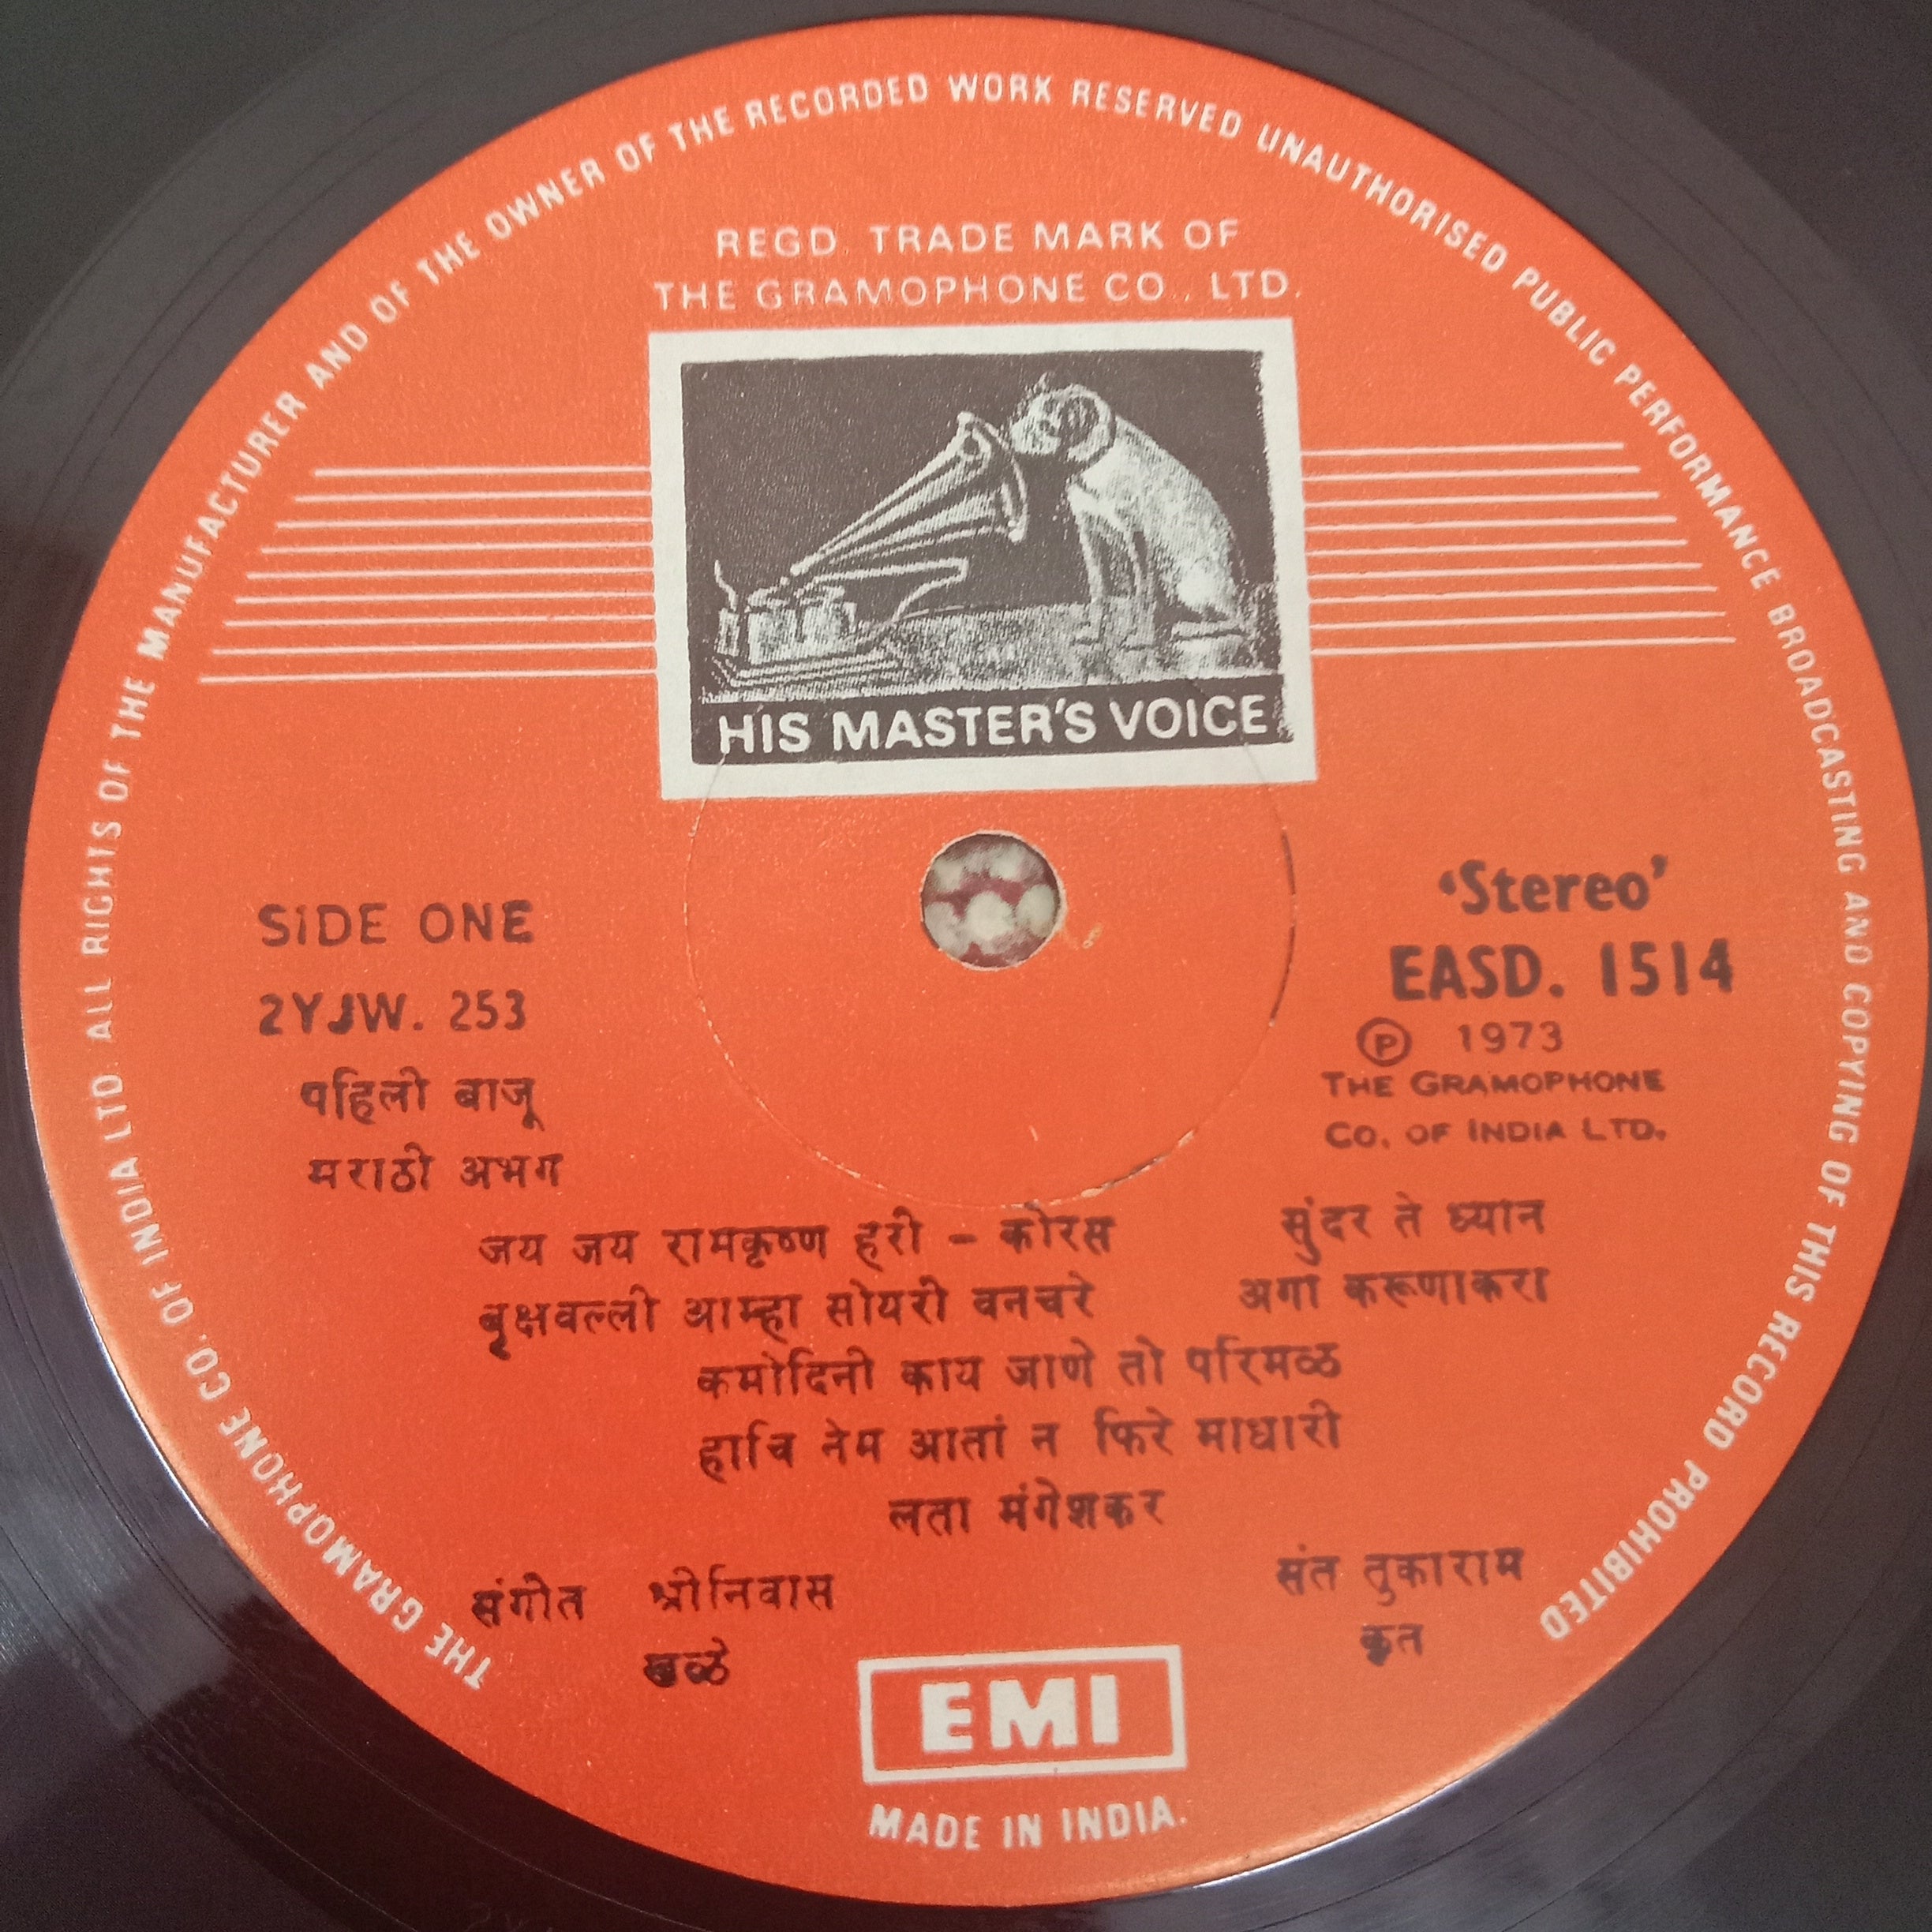 THE GRAMOPHONE CO. OF INDIA LTD. ALL RIGHTS OF THE MANUFACTURER AND OF THE OWNER OF THE RECORDED WORK RESERVED UNAUTHORISED PUBLIC PERFORMANCE BROADCASTING AND COPYING OF THIS RECORD PROHIBITED
REGD. TRADE MARK OF
THE GRAMOPHONE CO., LTD.
HIS MASTER'S VOICE
SIDE ONE
2YJW. 253
पहिली बाजू
मराठी अभग
‘Stereo’
EASD. 1514
Ⓟ 1973
THE GRAMOPHONE
CO. OF INDIA LTD.
जय जय रामकृष्ण हरी - कोरस
सुंदर ते ध्यान
वृक्षवल्ली आम्हा सोयरी वनचरे
अगा करूणाकरा
कमोदिनी काय जाणे तो परिमळ
हाचि नेम आतां न फिरे माघारी
लता मंगेशकर
संगीत श्रीनिवास
खळे
संत तुकाराम
कृत
EMI
MADE IN INDIA.